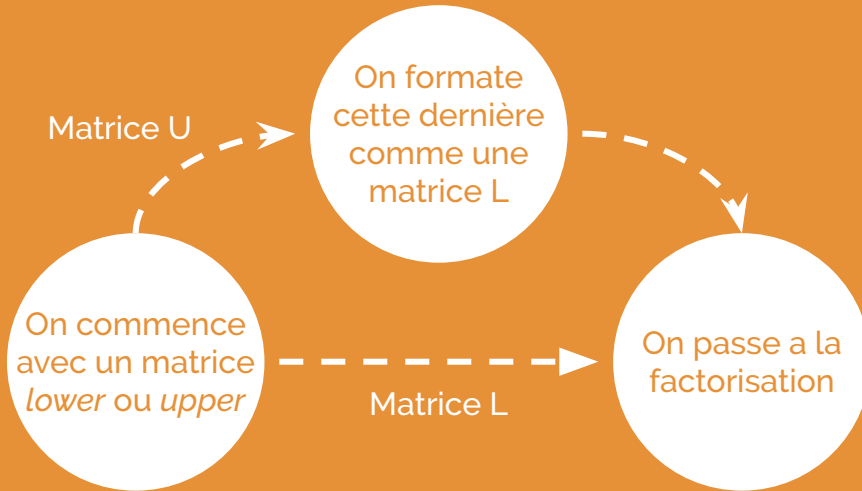 On formate
cette dernière
comme une
matrice L
Matrice U
On commence
avec un matrice
lower ou upper
Matrice L
On passe a la
factorisation